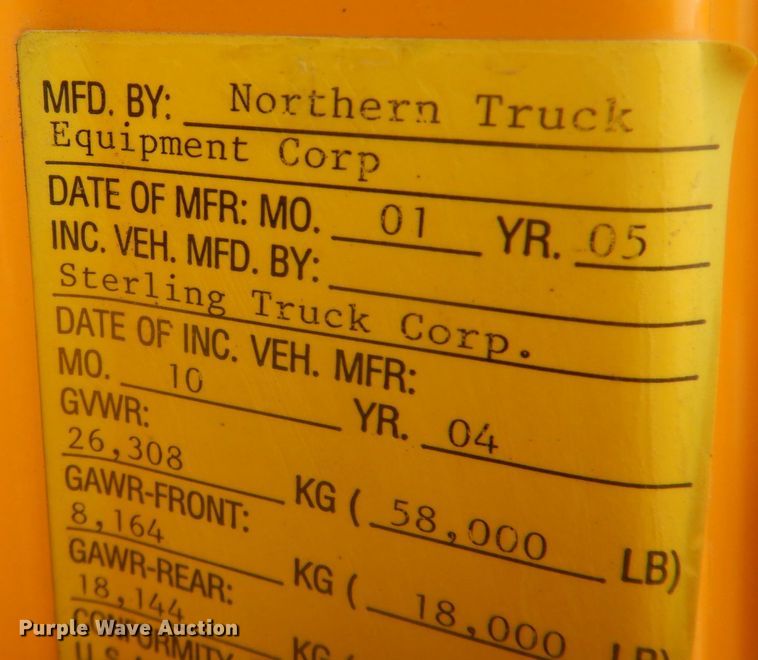 MFD. BY: Northern Truck
Equipment Corp
DATE OF MFR: MO. 01 YR. 05
INC. VEH. MFD. BY:
Sterling Truck Corp.
DATE OF INC. VEH. MFR:
MO. 10 YR. 04
GVWR:
26,308 KG ( 58,000 LB)
GAWR-FRONT:
8,164 KG ( 18,000 LB)
GAWR-REAR:
18,144 KG
CONFORMITY
Purple Wave Auction